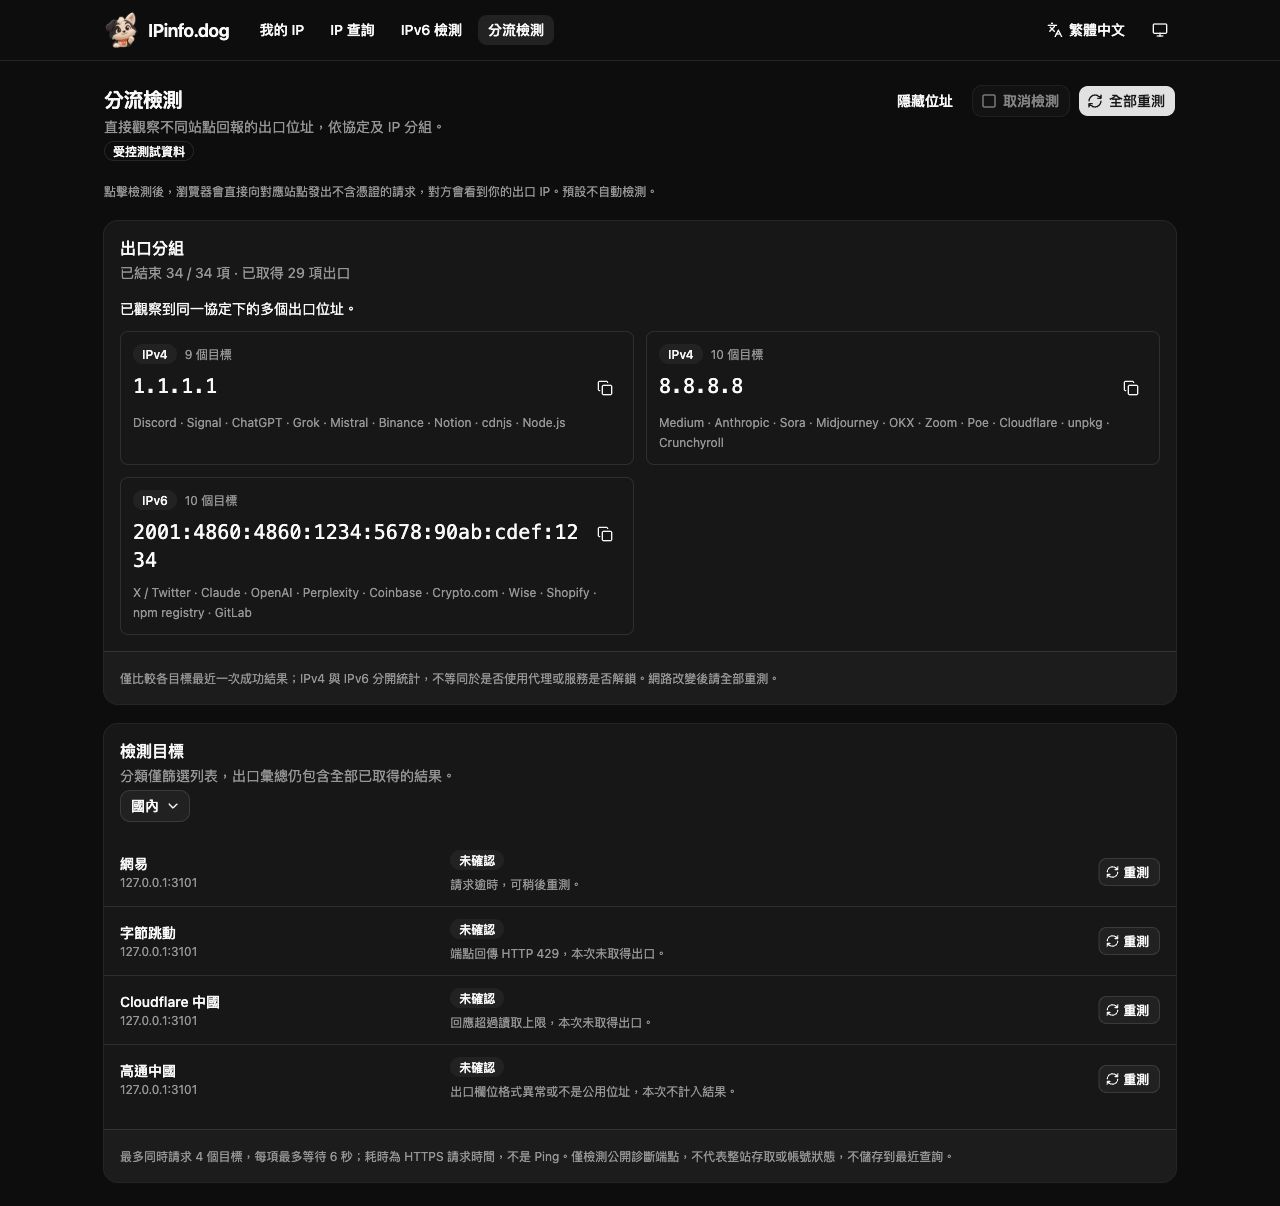 IPinfo.dog
我的 IP
IP 查詢
IPv6 檢測
分流檢測
繁體中文
分流檢測
隱藏位址
取消檢測
全部重測
直接觀察不同站點回報的出口位址，依協定及 IP 分組。
受控測試資料
點擊檢測後，瀏覽器會直接向對應站點發出不含憑證的請求，對方會看到你的出口 IP。預設不自動檢測。
出口分組
已結束 34 / 34 項 · 已取得 29 項出口
已觀察到同一協定下的多個出口位址。
IPv4 9 個目標
1.1.1.1
Discord · Signal · ChatGPT · Grok · Mistral · Binance · Notion · cdnjs · Node.js
IPv4 10 個目標
8.8.8.8
Medium · Anthropic · Sora · Midjourney · OKX · Zoom · Poe · Cloudflare · unpkg ·
Crunchyroll
IPv6 10 個目標
2001:4860:4860:1234:5678:90ab:cdef:12
34
X / Twitter · Claude · OpenAI · Perplexity · Coinbase · Crypto.com · Wise · Shopify ·
npm registry · GitLab
僅比較各目標最近一次成功結果；IPv4 與 IPv6 分開統計，不等同於是否使用代理或服務是否解鎖。網路改變後請全部重測。
檢測目標
分類僅篩選列表，出口彙總仍包含全部已取得的結果。
國內
網易
127.0.0.1:3101
未確認
請求逾時，可稍後重測。
重測
字節跳動
127.0.0.1:3101
未確認
端點回傳 HTTP 429，本次未取得出口。
重測
Cloudflare 中國
127.0.0.1:3101
未確認
回應超過讀取上限，本次未取得出口。
重測
高通中國
127.0.0.1:3101
未確認
出口欄位格式異常或不是公用位址，本次不計入結果。
重測
最多同時請求 4 個目標，每項最多等待 6 秒；耗時為 HTTPS 請求時間，不是 Ping。僅檢測公開診斷端點，不代表整站存取或帳號狀態，不儲存到最近查詢。